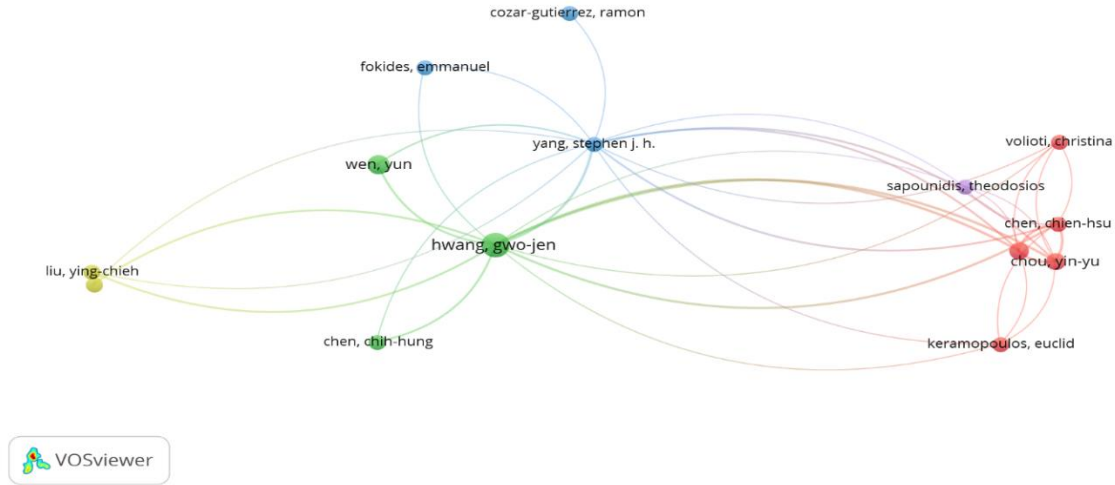 cozar-gutierrez, ramon
fokides, emmanuel
yang, stephen j. h.
volioti, christina
wen, yun
sapounidis, theodosios
chen, chien-hsu
hwang, gwo-jen
chou, yin-yu
liu, ying-chieh
chen, chih-hung
keramopoulos, euclid
VOSviewer